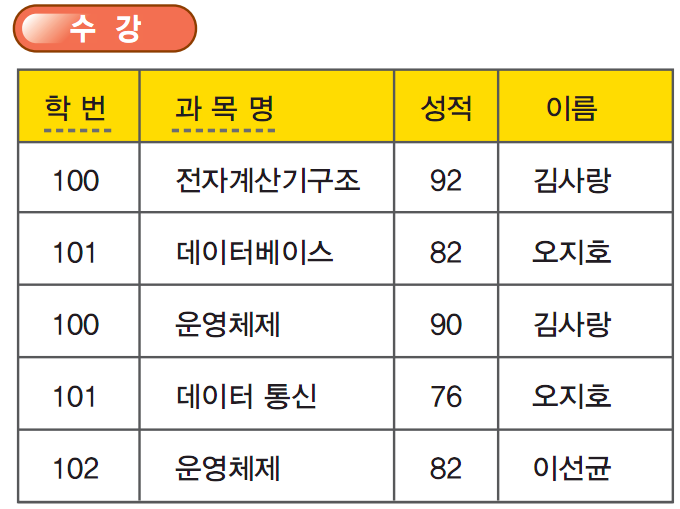 수 강
학 번 과 목 명 성적 이름
100 전자계산기구조 92 김사랑
101 데이터베이스 82 오지호
100 운영체제 90 김사랑
101 데이터 통신 76 오지호
102 운영체제 82 이선균